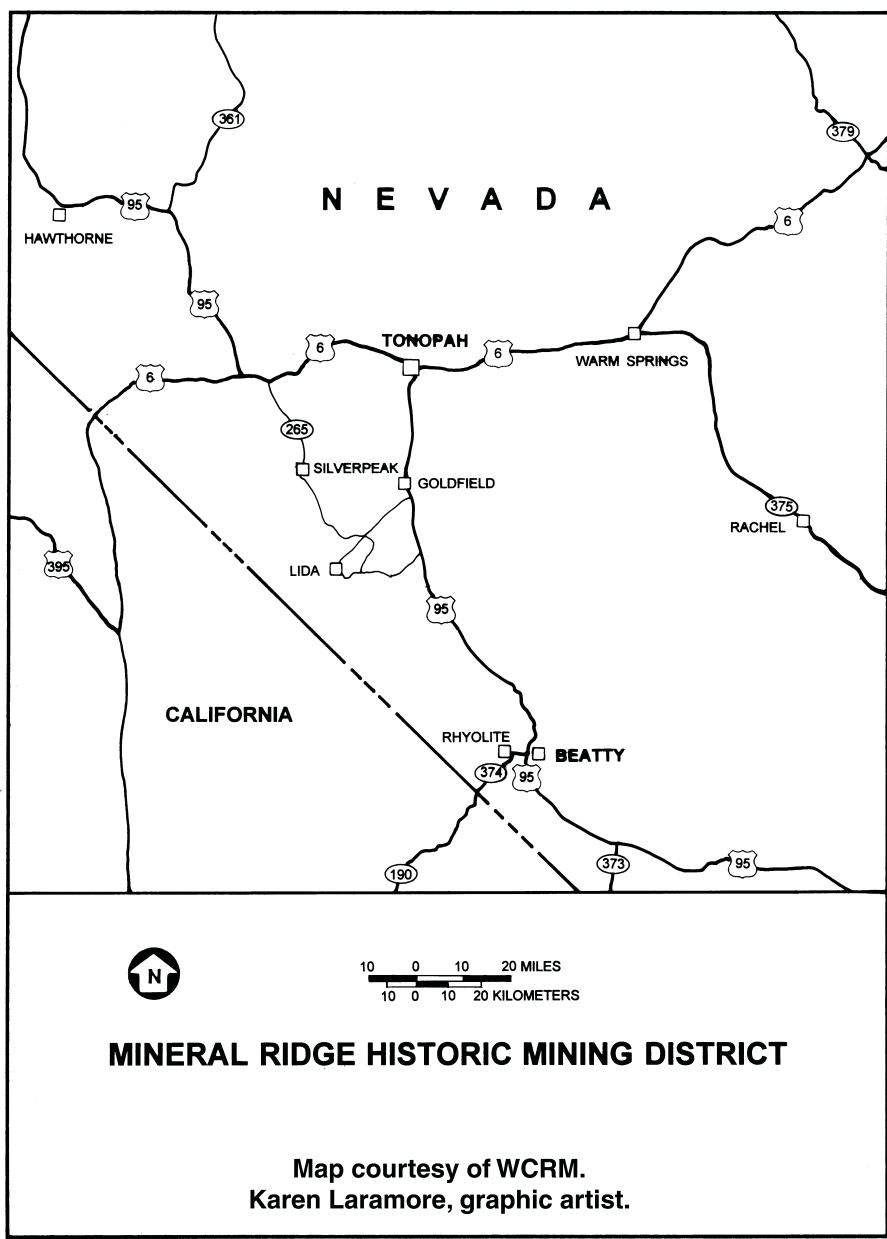 361
379
N E V A D A
95
6
HAWTHORNE
95
TONOPAH
6
6
WARM SPRINGS
6
265
SILVERPEAK
GOLDFIELD
375
RACHEL
395
LIDA
95
CALIFORNIA
RHYOLITE
BEATTY
374
95
190
373
95
N
10 0 10 20 MILES
10 0 10 20 KILOMETERS
MINERAL RIDGE HISTORIC MINING DISTRICT
Map courtesy of WCRM.
Karen Laramore, graphic artist.